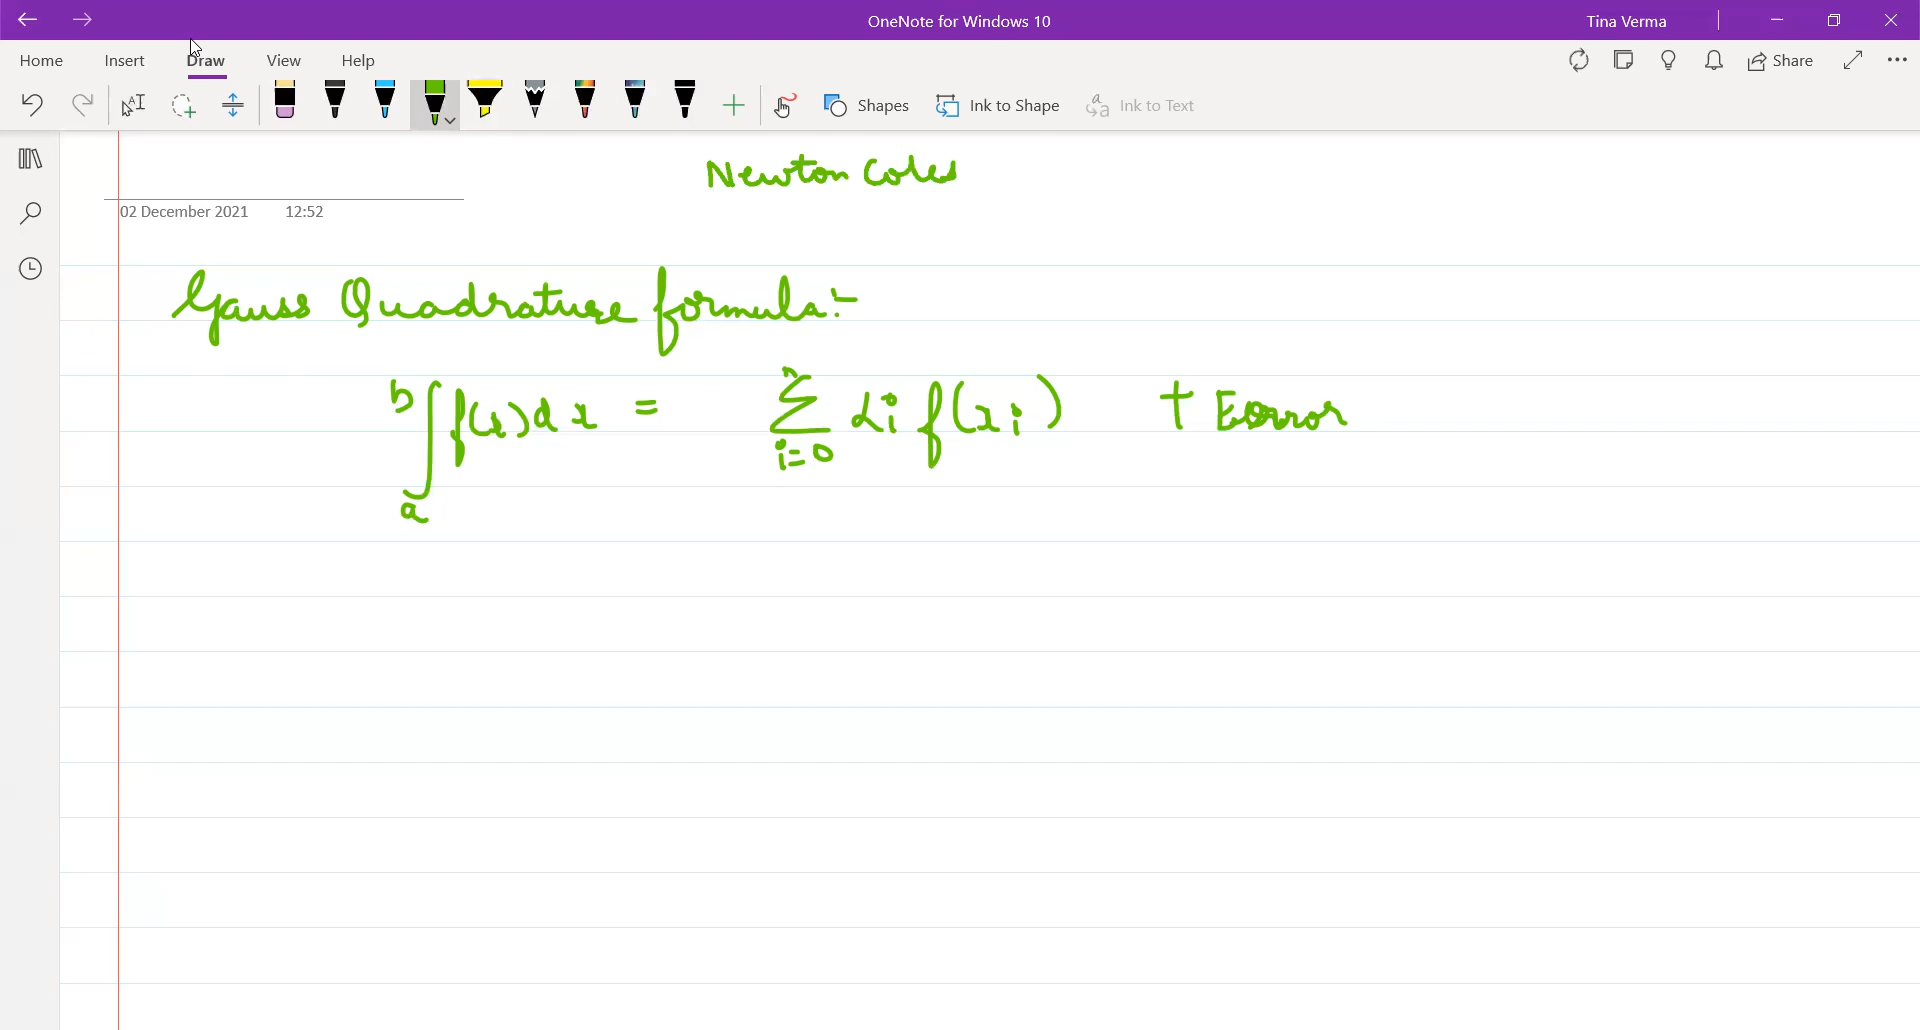 OneNote for Windows 10
Tina Verma
Home Insert Draw View Help
Share
Shapes Ink to Shape Ink to Text
Newton Cotes
02 December 2021 12:52
Gauss Quadrature formula:-
b∫a f(x)dx = n∑i=0 αi f(xi) + Error